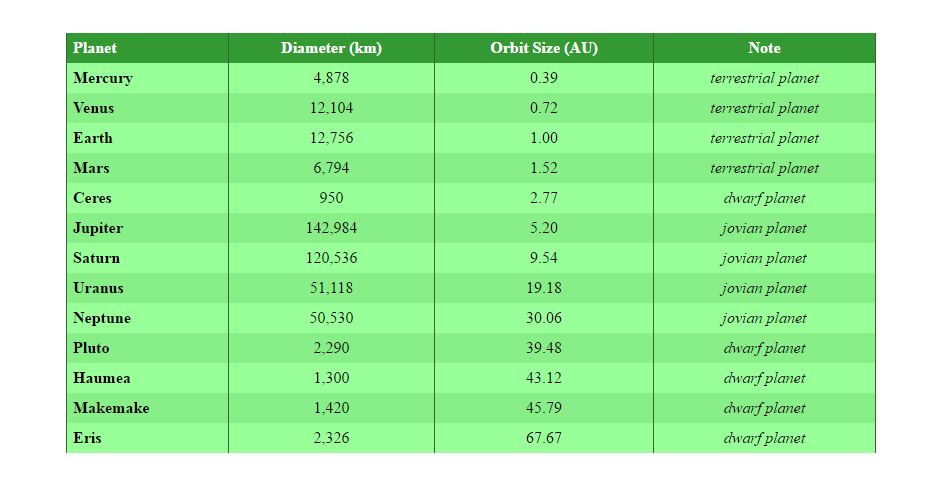 Planet Diameter (km) Orbit Size (AU) Note
Mercury 4,878 0.39 terrestrial planet
Venus 12,104 0.72 terrestrial planet
Earth 12,756 1.00 terrestrial planet
Mars 6,794 1.52 terrestrial planet
Ceres 950 2.77 dwarf planet
Jupiter 142,984 5.20 jovian planet
Saturn 120,536 9.54 jovian planet
Uranus 51,118 19.18 jovian planet
Neptune 50,530 30.06 jovian planet
Pluto 2,290 39.48 dwarf planet
Haumea 1,300 43.12 dwarf planet
Makemake 1,420 45.79 dwarf planet
Eris 2,326 67.67 dwarf planet